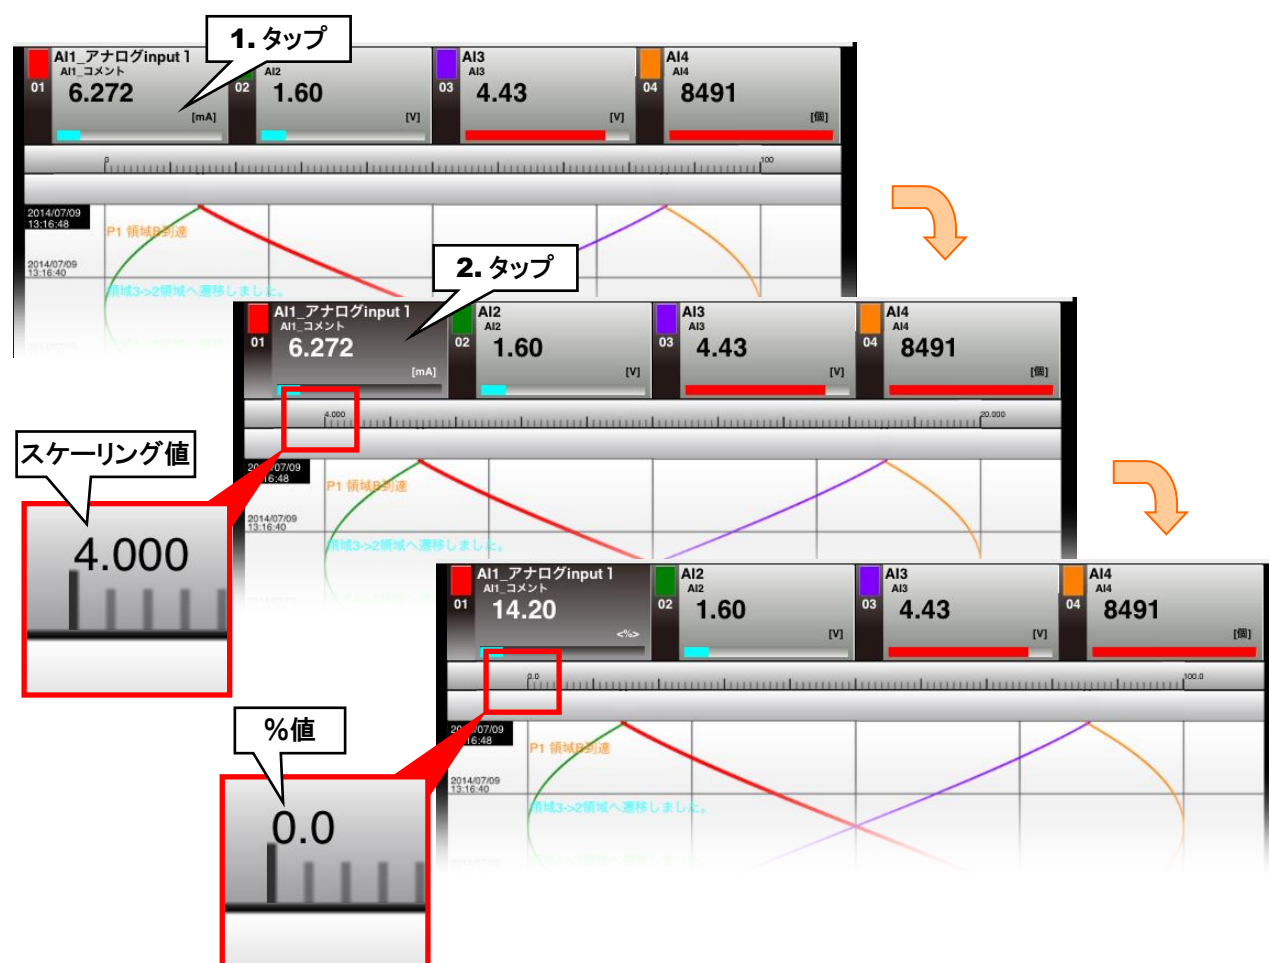 1. タップ
AI1_アナログinput 1
AI1_コメント
01
6.272
[mA]
AI2
02
1.60
[V]
AI3
AI3
03
4.43
[V]
AI4
AI4
04
8491
[個]
0
100
2014/07/09
13:16:48
P1 領域B到達
2014/07/09
13:16:40
領域3->2領域へ遷移しました。
2. タップ
AI1_アナログinput 1
AI1_コメント
01
6.272
[mA]
AI2
AI2
02
1.60
[V]
AI3
AI3
03
4.43
[V]
AI4
AI4
04
8491
[個]
4.000
20.000
P1 領域B到達
2014/07/09
13:16:40
領域3->2領域へ遷移しました。
スケーリング値
4.000
AI1_アナログinput 1
AI1_コメント
01
14.20
<%>
AI2
AI2
02
1.60
[V]
AI3
AI3
03
4.43
[V]
AI4
AI4
04
8491
[個]
0.0
100.0
P1 領域B到達
2014/07/09
13:16:40
領域3->2領域へ遷移しました。
%値
0.0